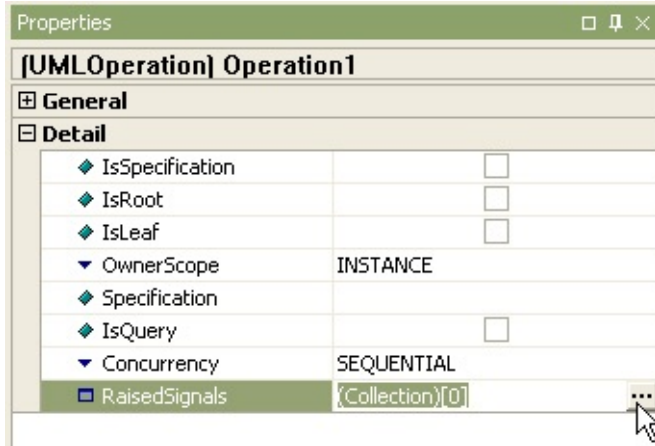 Properties
(UMLOperation) Operation1
General
Detail
IsSpecification
IsRoot
IsLeaf
OwnerScope INSTANCE
Specification
IsQuery
Concurrency SEQUENTIAL
RaisedSignals (Collection)[0] ...